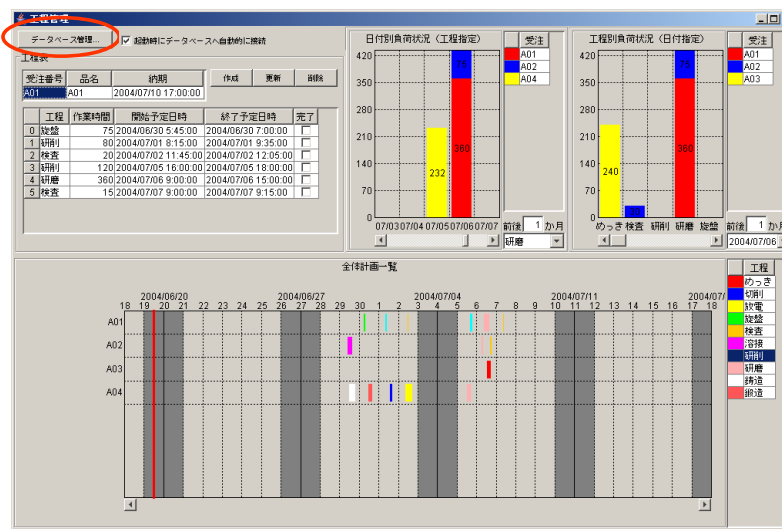 工程管理
データベース管理...
起動時にデータベースへ自動的に接続
工程表
受注番号 品名 納期
A01 A01 2004/07/10 17:00:00
作成 更新 削除
工程 作業時間 開始予定日時 終了予定日時 完了
0 旋盤 75 2004/06/30 5:45:00 2004/06/30 7:00:00
1 研削 80 2004/07/01 8:15:00 2004/07/01 9:35:00
2 検査 20 2004/07/02 11:45:00 2004/07/02 12:05:00
3 研削 120 2004/07/05 16:00:00 2004/07/05 18:00:00
4 研磨 360 2004/07/06 9:00:00 2004/07/06 15:00:00
5 検査 15 2004/07/07 9:00:00 2004/07/07 9:15:00
日付別負荷状況（工程指定）
420
350
280
210
140
70
0
232
360
75
07/03 07/04 07/05 07/06 07/07
受注
A01
A02
A04
前後 1 か月
研磨
工程別負荷状況（日付指定）
420
350
280
210
140
70
0
240
30
360
75
めっき 検査 研削 研磨 旋盤
受注
A01
A02
A03
前後 1 か月
2004/07/06
全体計画一覧
2004/06/20 2004/06/27 2004/07/04 2004/07/11 2004/07/
18 19 20 21 22 23 24 25 26 27 28 29 30 1 2 3 4 5 6 7 8 9 10 11 12 13 14 15 16 17 18
A01
A02
A03
A04
工程
めっき
切削
放電
旋盤
検査
溶接
研削
研磨
鋳造
鍛造